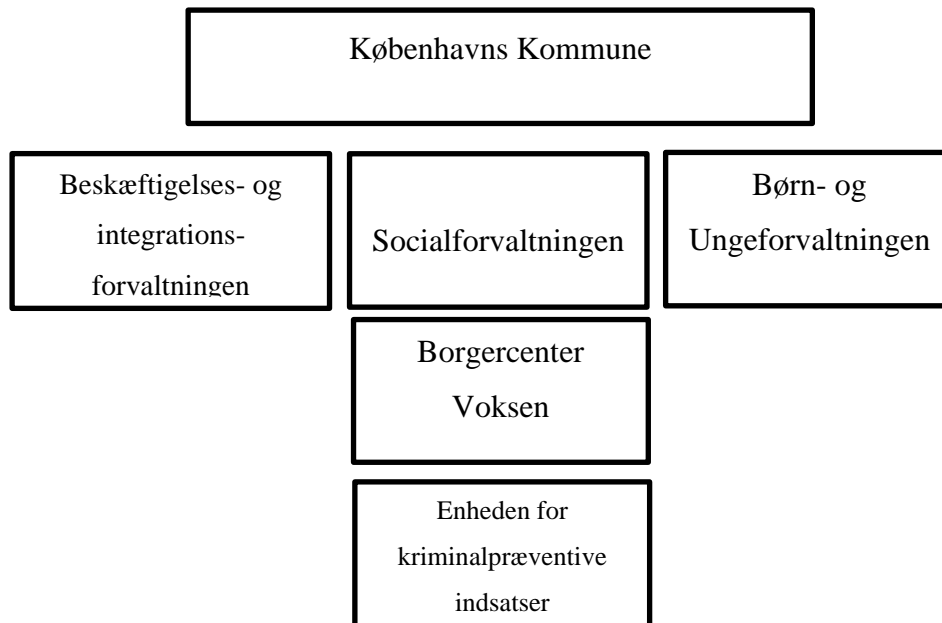 Københavns Kommune
Beskæftigelses- og
integrations-
forvaltningen
Socialforvaltningen
Børn- og
Ungeforvaltningen
Borgercenter
Voksen
Enheden for
kriminalpræventive
indsatser